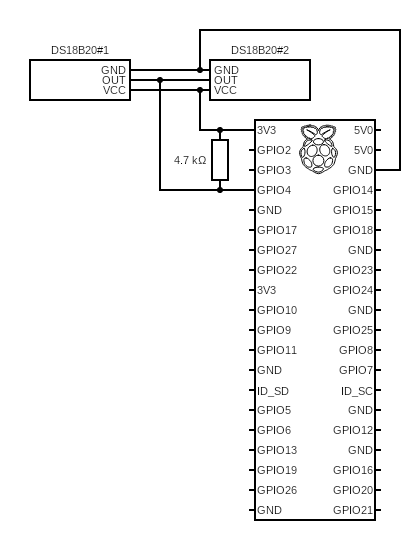 DS18B20#1
GND
OUT
VCC
DS18B20#2
GND
OUT
VCC
4.7 kΩ
3V3 5V0
GPIO2 5V0
GPIO3 GND
GPIO4 GPIO14
GND GPIO15
GPIO17 GPIO18
GPIO27 GND
GPIO22 GPIO23
3V3 GPIO24
GPIO10 GND
GPIO9 GPIO25
GPIO11 GPIO8
GND GPIO7
ID_SD ID_SC
GPIO5 GND
GPIO6 GPIO12
GPIO13 GND
GPIO19 GPIO16
GPIO26 GPIO20
GND GPIO21